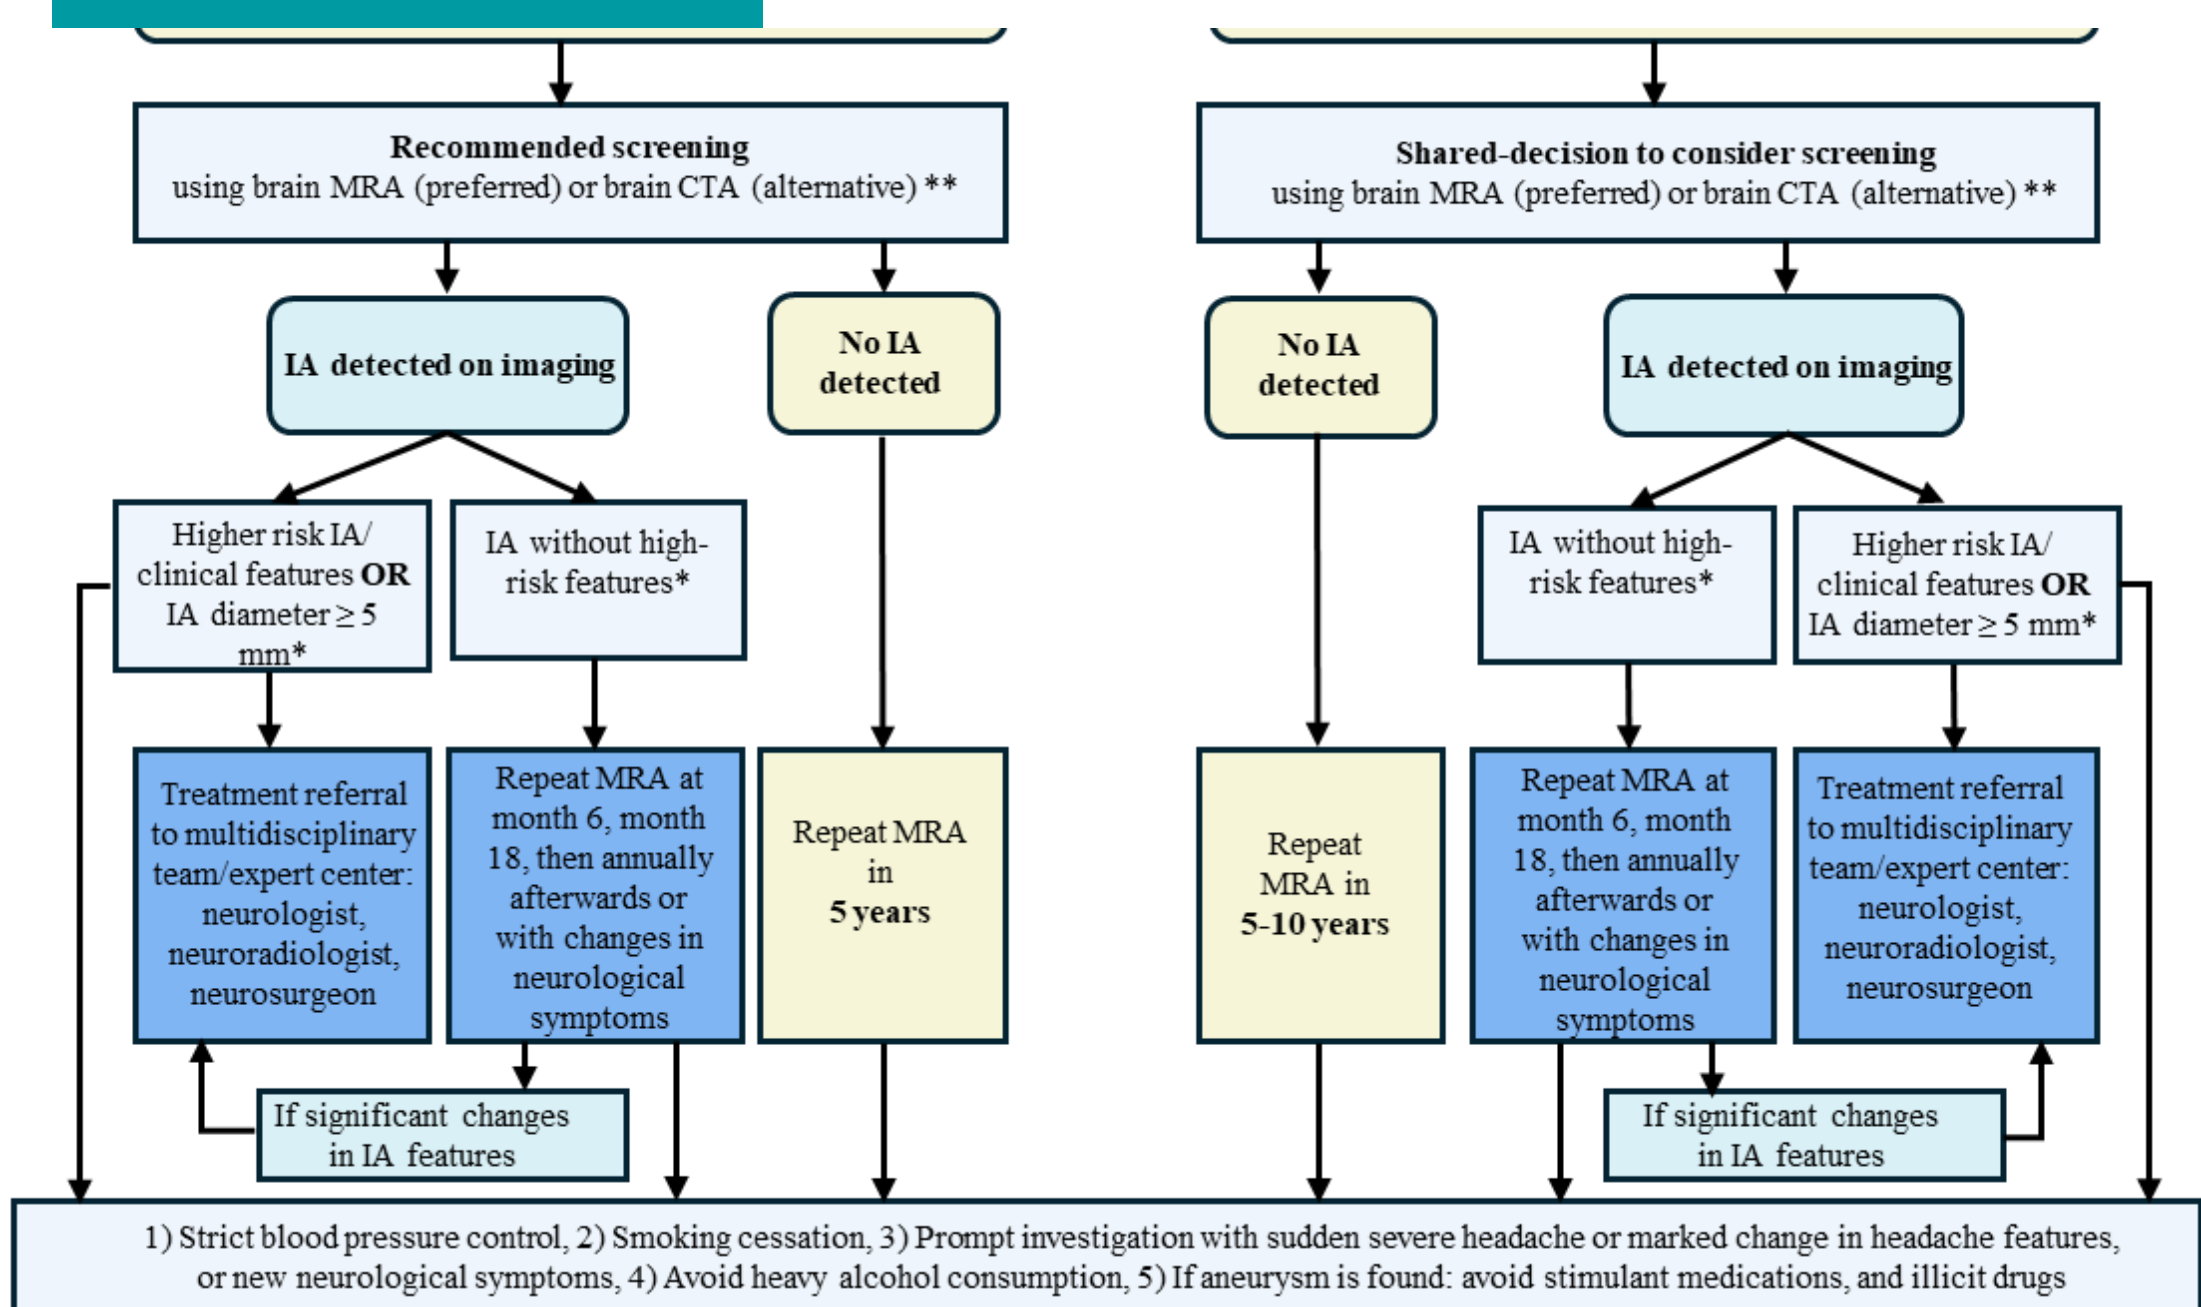 Recommended screening
using brain MRA (preferred) or brain CTA (alternative) **
Shared-decision to consider screening
using brain MRA (preferred) or brain CTA (alternative) **
IA detected on imaging
No IA
detected
No IA
detected
IA detected on imaging
Higher risk IA/
clinical features OR
IA diameter ≥ 5
mm*
IA without high-
risk features*
IA without high-
risk features*
Higher risk IA/
clinical features OR
IA diameter ≥ 5 mm*
Treatment referral
to multidisciplinary
team/expert center:
neurologist,
neuroradiologist,
neurosurgeon
Repeat MRA at
month 6, month
18, then annually
afterwards or
with changes in
neurological
symptoms
Repeat MRA
in
5 years
Repeat
MRA in
5-10 years
Repeat MRA at
month 6, month
18, then annually
afterwards or
with changes in
neurological
symptoms
Treatment referral
to multidisciplinary
team/expert center:
neurologist,
neuroradiologist,
neurosurgeon
If significant changes
in IA features
If significant changes
in IA features
1) Strict blood pressure control, 2) Smoking cessation, 3) Prompt investigation with sudden severe headache or marked change in headache features,
or new neurological symptoms, 4) Avoid heavy alcohol consumption, 5) If aneurysm is found: avoid stimulant medications, and illicit drugs